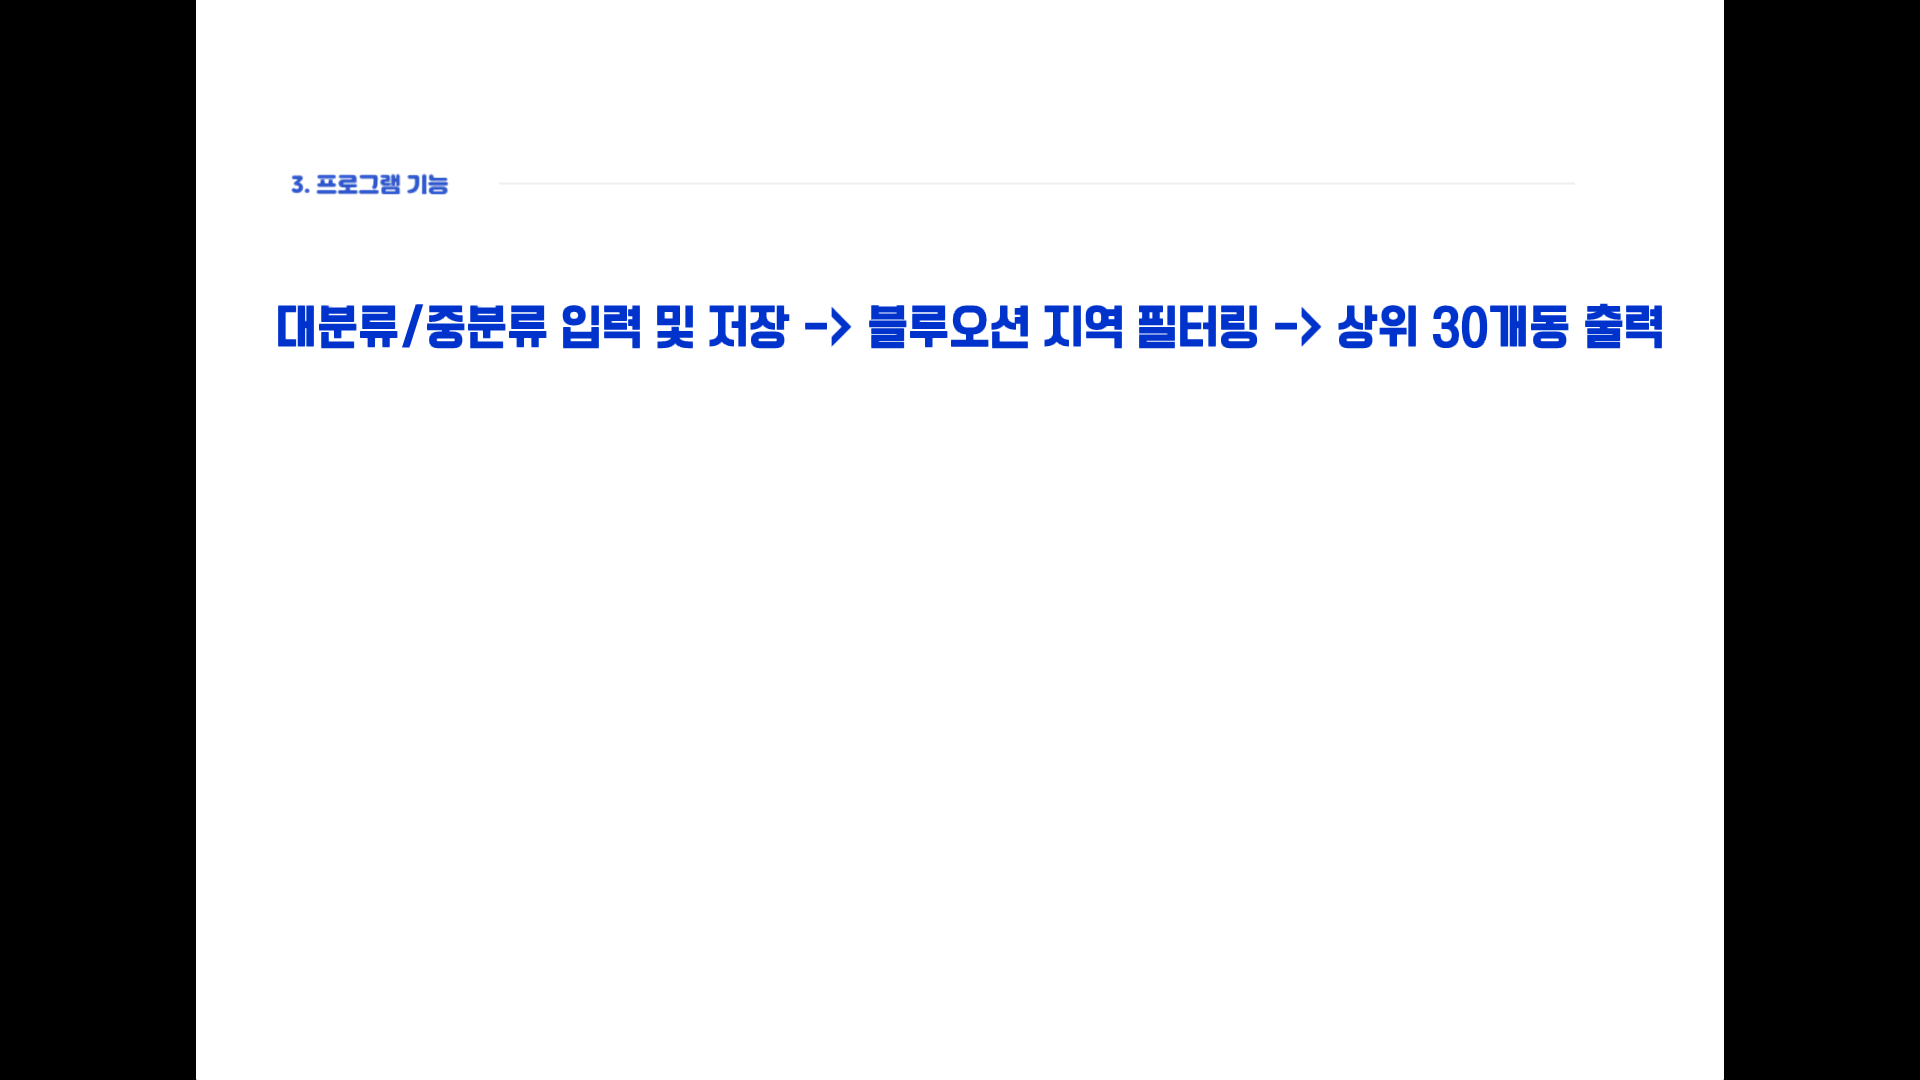 3. 프로그램 기능
대분류/중분류 입력 및 저장 -> 블루오션 지역 필터링 -> 상위 30개동 출력